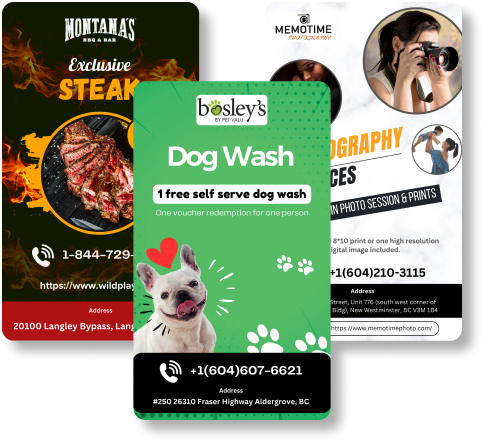 MONTANA'S
BBQ & BAR
Exclusive
STEAK
1-844-729-
https://www.wildplay
Address
20100 Langley Bypass, Lang
bosley's
BY PET VALU
Dog Wash
1 free self serve dog wash
One voucher redemption for one person
+1(604)607-6621
Address
#250 26310 Fraser Highway Aldergrove, BC
MEMOTIME
PHOTOGRAPHY
OGRAPHY
CES
IN PHOTO SESSION & PRINTS
8*10 print or one high resolution
gital image included.
+1(604)210-3115
Address
Street, Unit 776 (south west corner of
Bldg), New Westminster, BC V3M 1B4
https://www.memotimephoto.com/